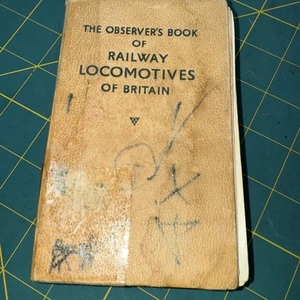 THE OBSERVER'S BOOK
OF
RAILWAY
LOCOMOTIVES
OF BRITAIN